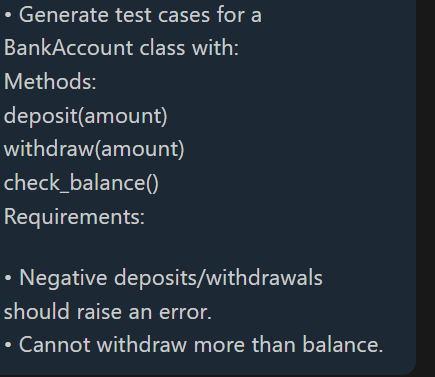 • Generate test cases for a
BankAccount class with:
Methods:
deposit(amount)
withdraw(amount)
check_balance()
Requirements:
• Negative deposits/withdrawals
should raise an error.
• Cannot withdraw more than balance.